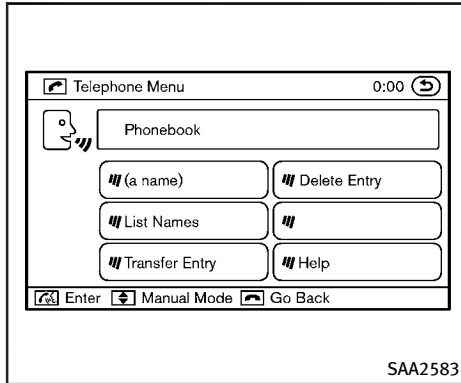 Telephone Menu 0:00
Phonebook
(a name) Delete Entry
List Names
Transfer Entry Help
Enter Manual Mode Go Back
SAA2583